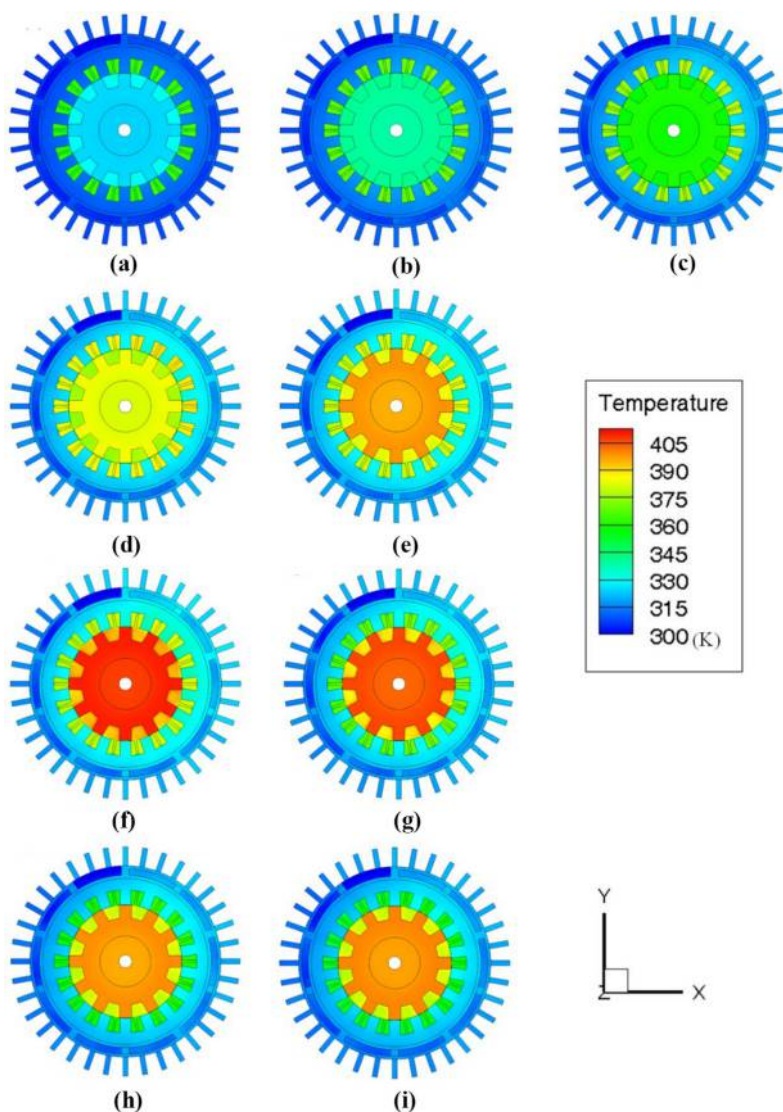 (a)
(b)
(c)
(d)
(e)
Temperature
405
390
375
360
345
330
315
300 (K)
(f)
(g)
(h)
(i)
Y
Z
X